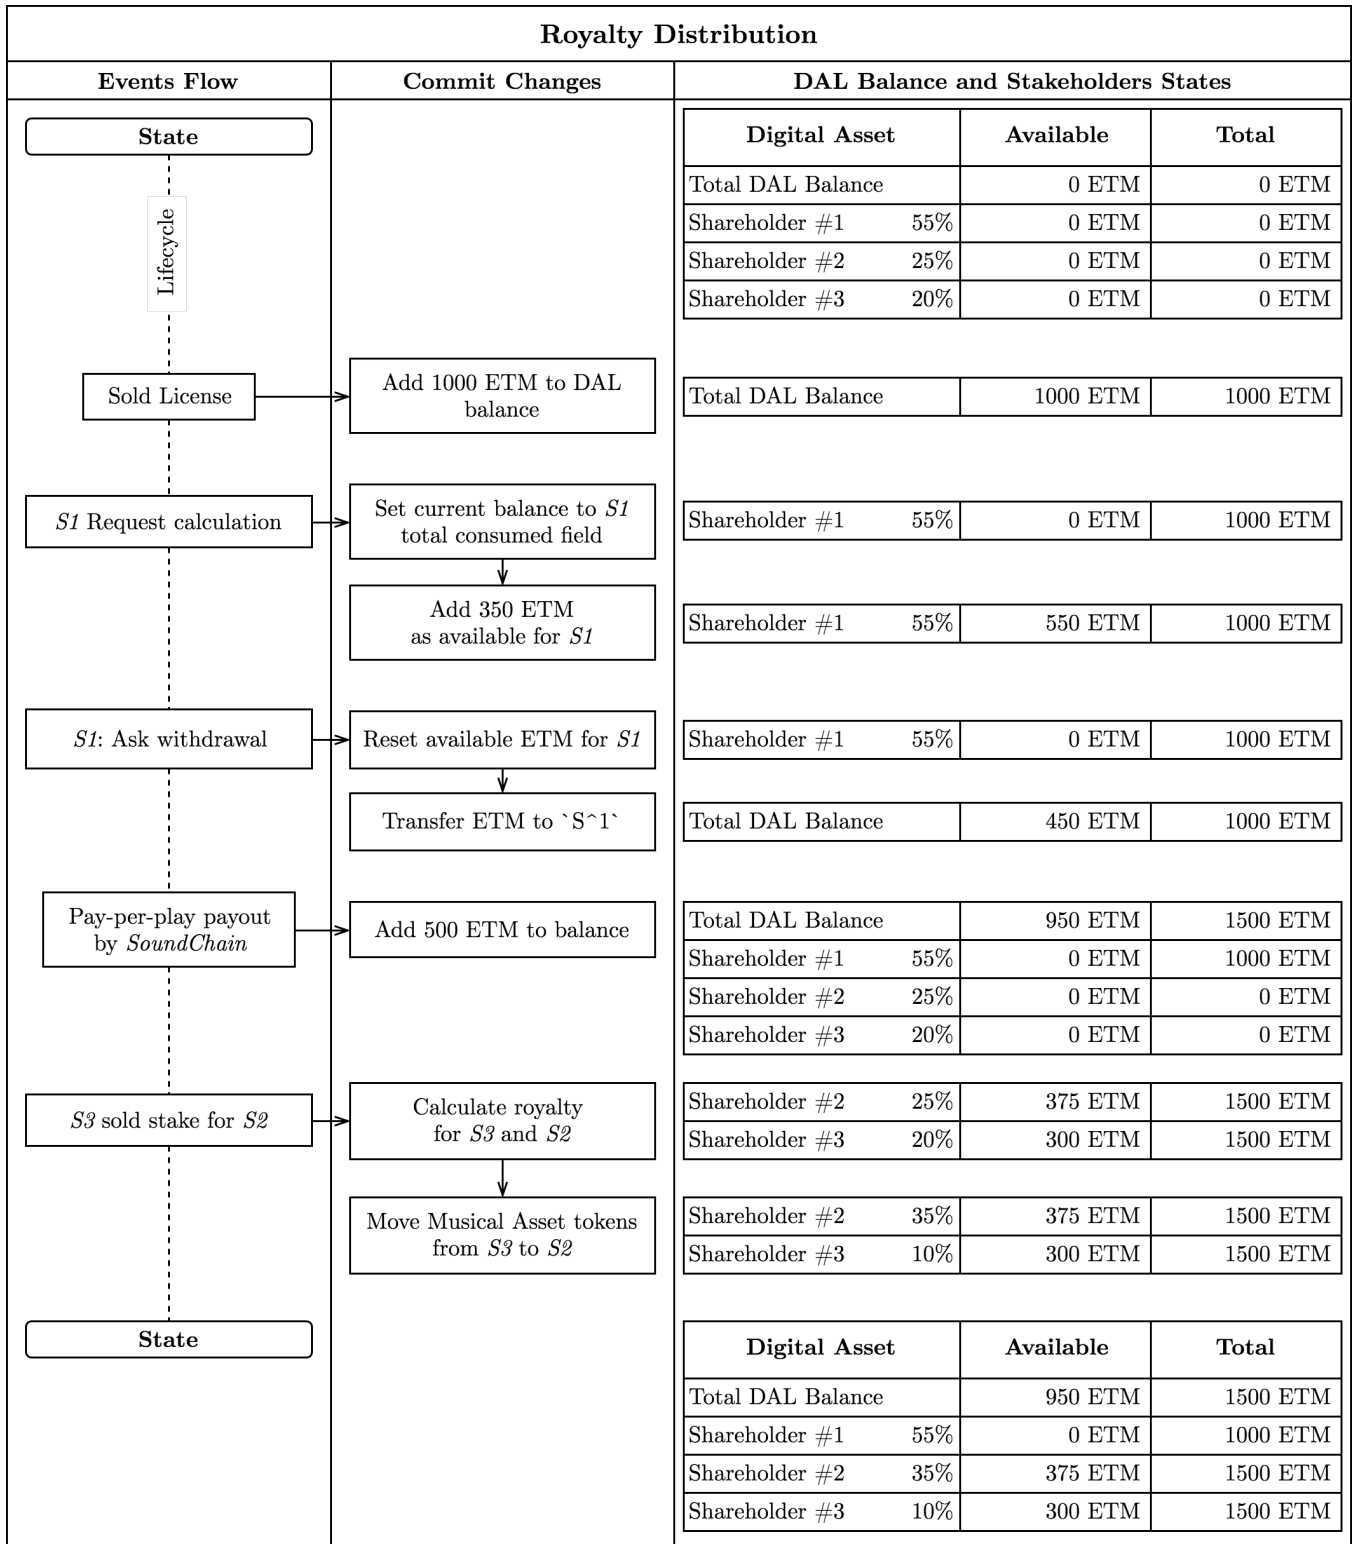 Royalty Distribution
Events Flow Commit Changes DAL Balance and Stakeholders States
State
Lifecycle
Digital Asset Available Total
Total DAL Balance 0 ETM 0 ETM
Shareholder #1 55% 0 ETM 0 ETM
Shareholder #2 25% 0 ETM 0 ETM
Shareholder #3 20% 0 ETM 0 ETM
Sold License
Add 1000 ETM to DAL
balance
Total DAL Balance 1000 ETM 1000 ETM
S1 Request calculation
Set current balance to S1
total consumed field
Shareholder #1 55% 0 ETM 1000 ETM
Add 350 ETM
as available for S1
Shareholder #1 55% 550 ETM 1000 ETM
S1: Ask withdrawal
Reset available ETM for S1
Shareholder #1 55% 0 ETM 1000 ETM
Transfer ETM to `S^1`
Total DAL Balance 450 ETM 1000 ETM
Pay-per-play payout
by SoundChain
Add 500 ETM to balance
Total DAL Balance 950 ETM 1500 ETM
Shareholder #1 55% 0 ETM 1000 ETM
Shareholder #2 25% 0 ETM 0 ETM
Shareholder #3 20% 0 ETM 0 ETM
S3 sold stake for S2
Calculate royalty
for S3 and S2
Shareholder #2 25% 375 ETM 1500 ETM
Shareholder #3 20% 300 ETM 1500 ETM
Move Musical Asset tokens
from S3 to S2
Shareholder #2 35% 375 ETM 1500 ETM
Shareholder #3 10% 300 ETM 1500 ETM
State
Digital Asset Available Total
Total DAL Balance 950 ETM 1500 ETM
Shareholder #1 55% 0 ETM 1000 ETM
Shareholder #2 35% 375 ETM 1500 ETM
Shareholder #3 10% 300 ETM 1500 ETM